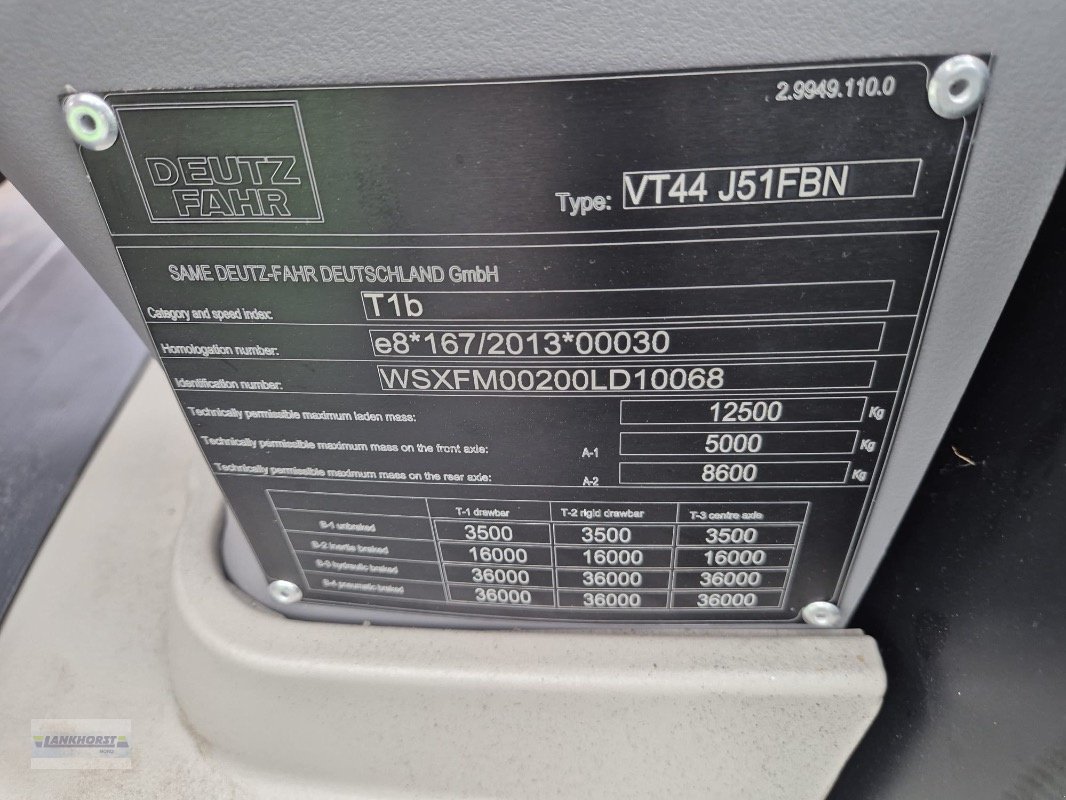 2.9949.110.0
DEUTZ
FAHR
Type: VT44 J51FBN
SAME DEUTZ-FAHR DEUTSCHLAND GmbH
Category and speed index: T1b
Homologation number: e8*167/2013*00030
Identification number: WSXFM00200LD10068
Technically permissible maximum laden mass: 12500 Kg
Technically permissible maximum mass on the front axle: A-1 5000 Kg
Technically permissible maximum mass on the rear axle: A-2 8600 Kg
T-1 drawbar T-2 rigid drawbar T-3 centre axle
B-1 unbraked 3500 3500 3500
B-2 inertia braked 16000 16000 16000
B-3 hydraulic braked 36000 36000 36000
B-4 pneumatic braked 36000 36000 36000
LANKHORST